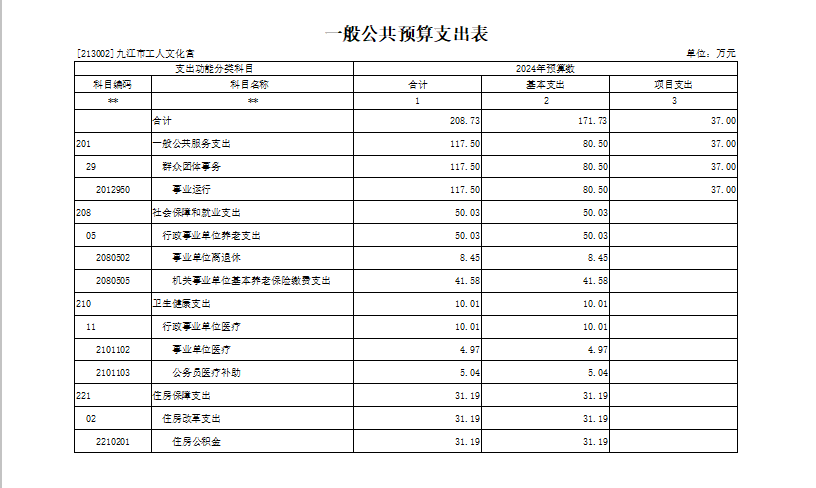 一般公共预算支出表
[213002]九江市工人文化宫 单位：万元
支出功能分类科目 2024年预算数
科目编码 科目名称 合计 基本支出 项目支出
** ** 1 2 3
合计 208.73 171.73 37.00
201 一般公共服务支出 117.50 80.50 37.00
29 群众团体事务 117.50 80.50 37.00
2012950 事业运行 117.50 80.50 37.00
208 社会保障和就业支出 50.03 50.03
05 行政事业单位养老支出 50.03 50.03
2080502 事业单位离退休 8.45 8.45
2080505 机关事业单位基本养老保险缴费支出 41.58 41.58
210 卫生健康支出 10.01 10.01
11 行政事业单位医疗 10.01 10.01
2101102 事业单位医疗 4.97 4.97
2101103 公务员医疗补助 5.04 5.04
221 住房保障支出 31.19 31.19
02 住房改革支出 31.19 31.19
2210201 住房公积金 31.19 31.19